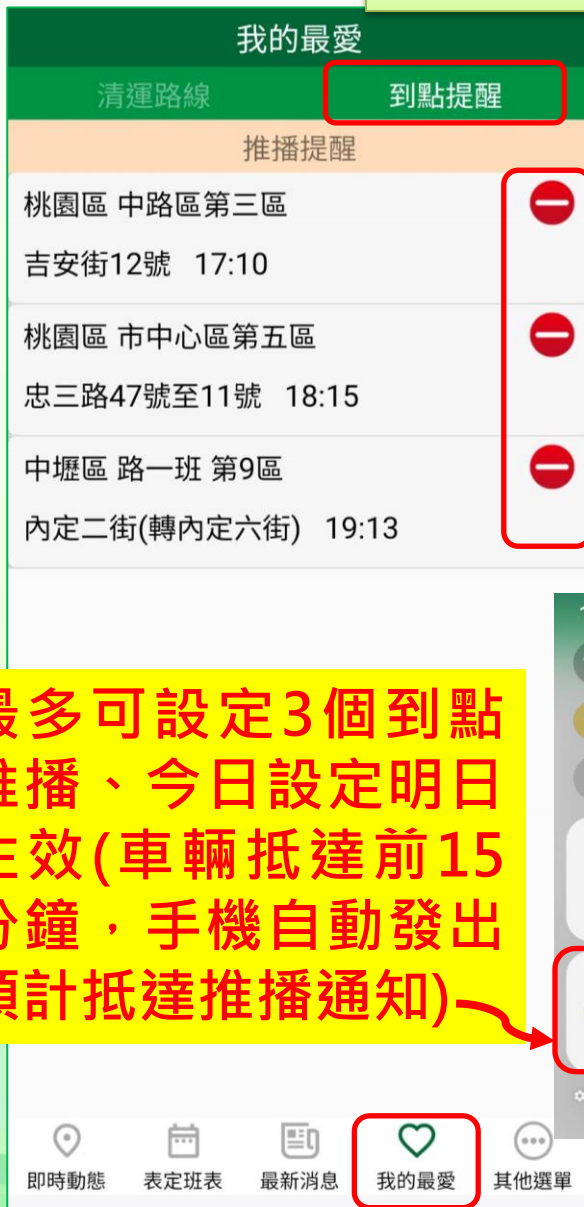 我的最愛
清運路線 到點提醒
推播提醒
桃園區 中路區第三區
吉安街12號 17:10
桃園區 市中心區第五區
忠三路47號至11號 18:15
中壢區 路一班 第9區
內定二街(轉內定六街) 19:13
最多可設定3個到點
推播、今日設定明日
生效(車輛抵達前15
分鐘，手機自動發出
預計抵達推播通知)
即時動態 表定班表 最新消息 我的最愛 其他選單